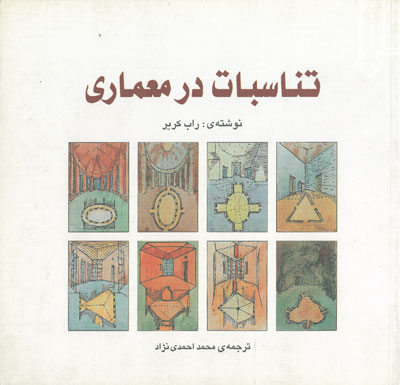 تناسبات در معماری
نوشته‌ی: راب کریر
ترجمه‌ی محمد احمدی نژاد